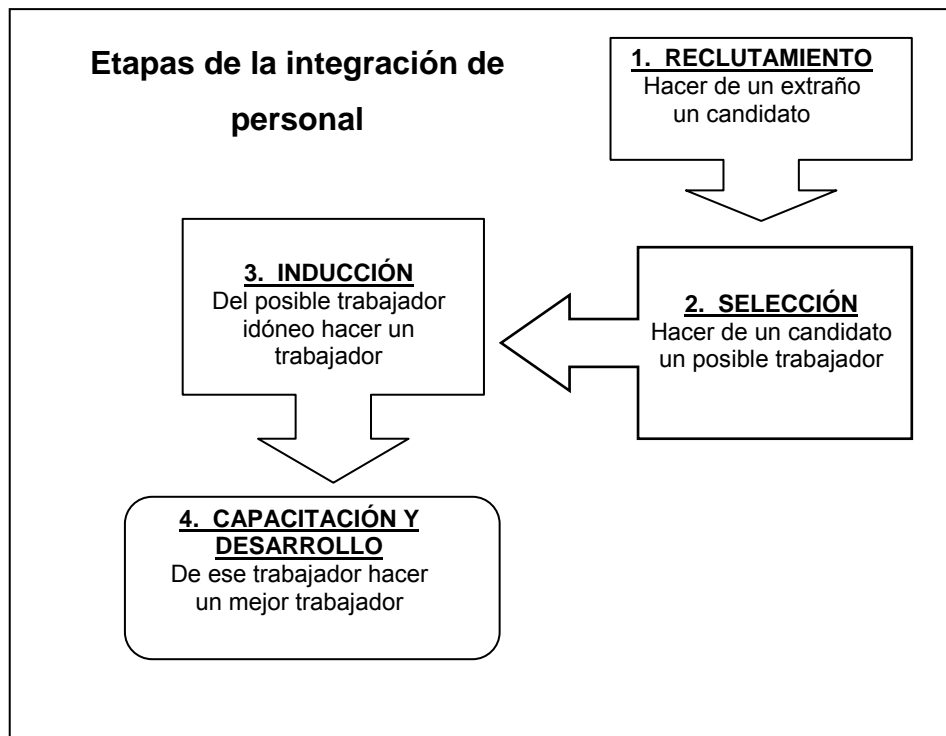 Etapas de la integración de
personal
1. RECLUTAMIENTO
Hacer de un extraño
un candidato
2. SELECCIÓN
Hacer de un candidato
un posible trabajador
3. INDUCCIÓN
Del posible trabajador
idóneo hacer un
trabajador
4. CAPACITACIÓN Y
DESARROLLO
De ese trabajador hacer
un mejor trabajador